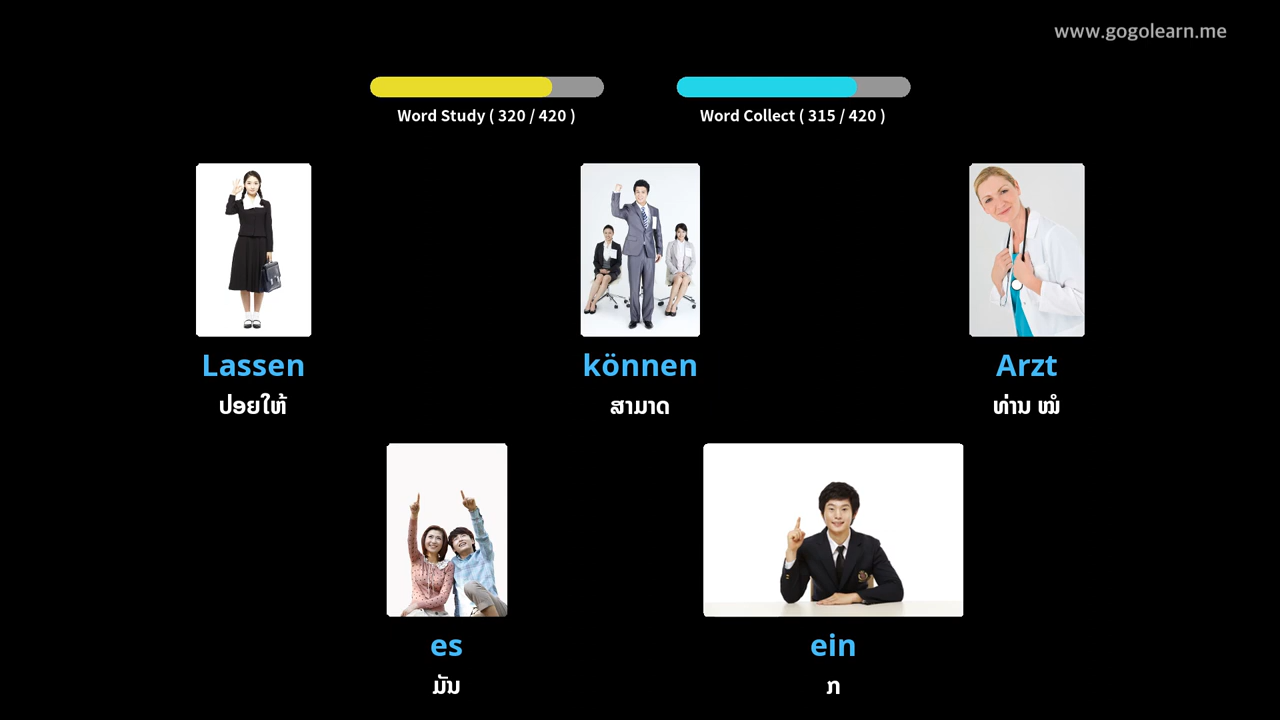 www.gogolearn.me
Word Study ( 320 / 420 )
Word Collect ( 315 / 420 )
Lassen
ປອຍໃຫ້
können
ສາມາດ
Arzt
ທ່ານ ໝໍ
es
ມັນ
ein
ກ